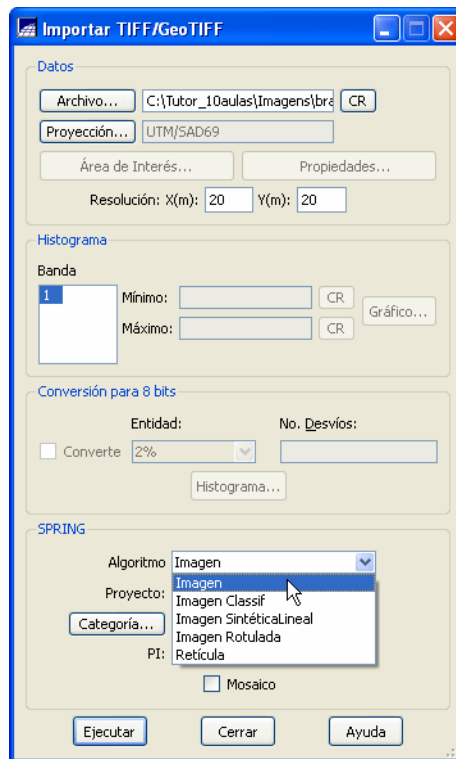 Importar TIFF/GeoTIFF
Datos
Archivo... C:\Tutor_10aulas\Imagens\bra CR
Proyección... UTM/SAD69
Área de Interés... Propiedades...
Resolución: X(m): 20 Y(m): 20
Histograma
Banda
1 Mínimo: CR Gráfico...
Máximo: CR
Conversión para 8 bits
Entidad: No. Desvíos:
Converte 2%
Histograma...
SPRING
Algoritmo Imagen
Proyecto: Imagen
Imagen Classif
Categoría... Imagen SintéticaLineal
Imagen Rotulada
PI: Retícula
Mosaico
Ejecutar Cerrar Ayuda